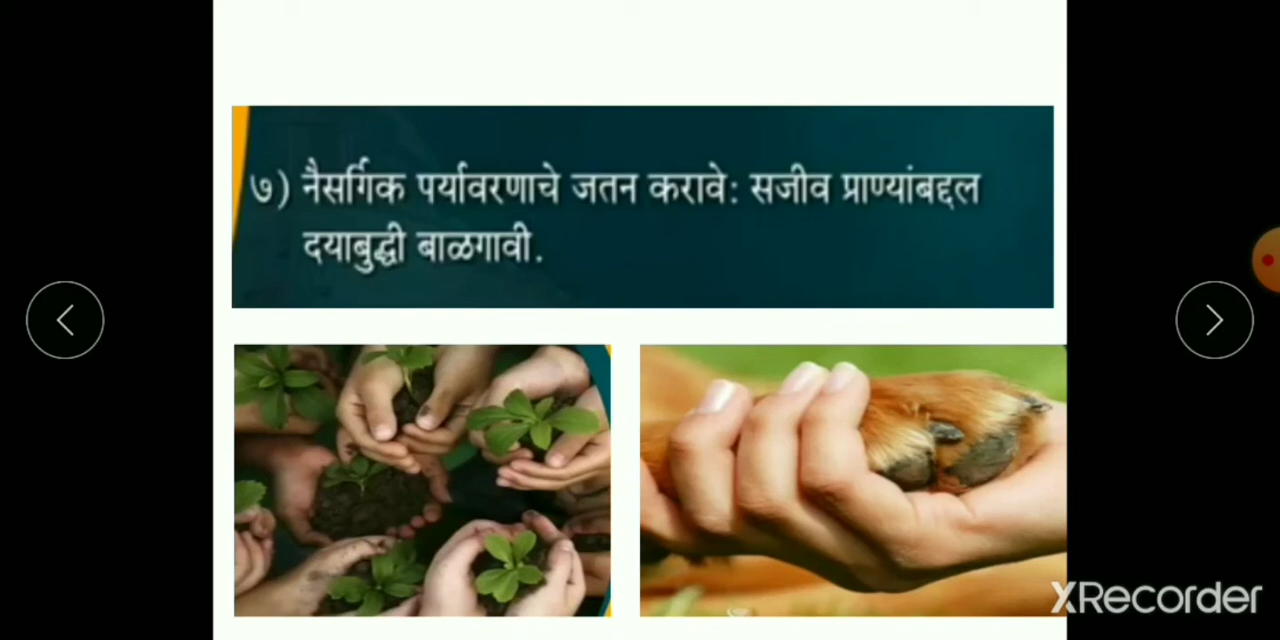 ७) नैसर्गिक पर्यावरणाचे जतन करावे: सजीव प्राण्यांबद्दल
दयाबुद्धी बाळगावी.
XRecorder